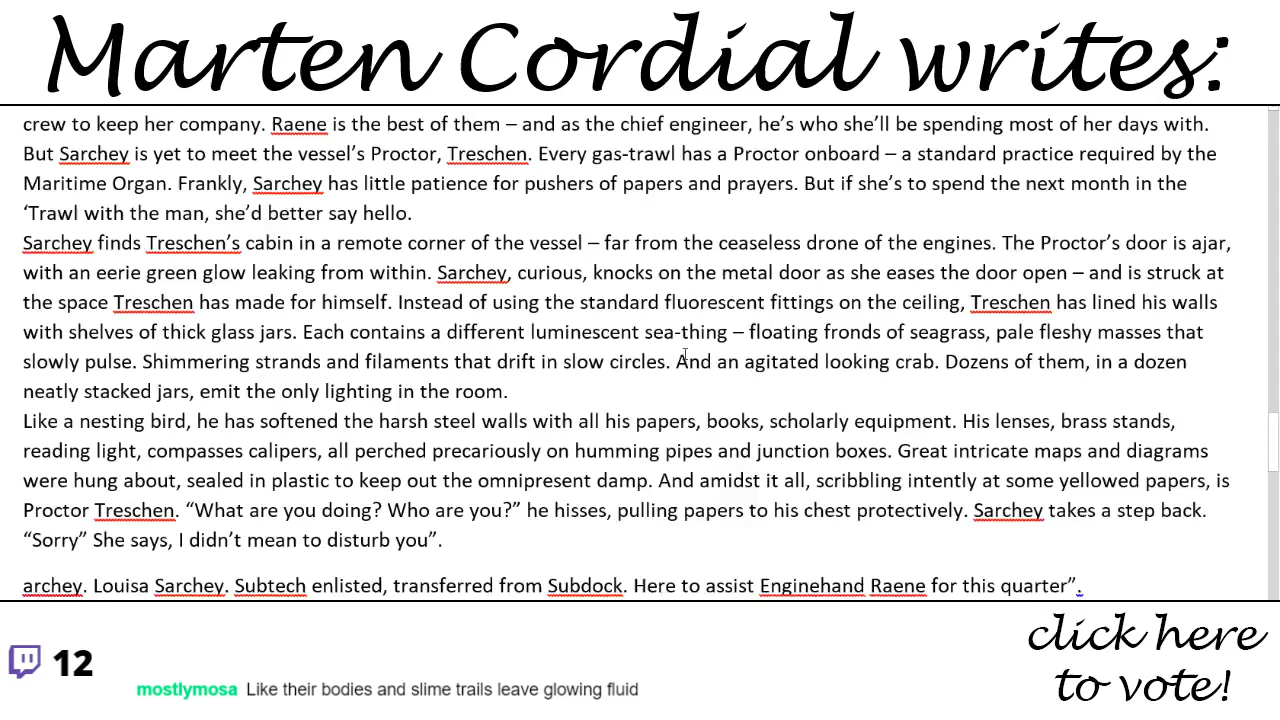 Marten Cordial writes:
crew to keep her company. Raene is the best of them – and as the chief engineer, he’s who she’ll be spending most of her days with.
But Sarchey is yet to meet the vessel’s Proctor, Treschen. Every gas-trawl has a Proctor onboard – a standard practice required by the
Maritime Organ. Frankly, Sarchey has little patience for pushers of papers and prayers. But if she’s to spend the next month in the
‘Trawl with the man, she’d better say hello.
Sarchey finds Treschen’s cabin in a remote corner of the vessel – far from the ceaseless drone of the engines. The Proctor’s door is ajar,
with an eerie green glow leaking from within. Sarchey, curious, knocks on the metal door as she eases the door open – and is struck at
the space Treschen has made for himself. Instead of using the standard fluorescent fittings on the ceiling, Treschen has lined his walls
with shelves of thick glass jars. Each contains a different luminescent sea-thing – floating fronds of seagrass, pale fleshy masses that
slowly pulse. Shimmering strands and filaments that drift in slow circles. And an agitated looking crab. Dozens of them, in a dozen
neatly stacked jars, emit the only lighting in the room.
Like a nesting bird, he has softened the harsh steel walls with all his papers, books, scholarly equipment. His lenses, brass stands,
reading light, compasses calipers, all perched precariously on humming pipes and junction boxes. Great intricate maps and diagrams
were hung about, sealed in plastic to keep out the omnipresent damp. And amidst it all, scribbling intently at some yellowed papers, is
Proctor Treschen. “What are you doing? Who are you?” he hisses, pulling papers to his chest protectively. Sarchey takes a step back.
“Sorry” She says, I didn’t mean to disturb you”.
archey. Louisa Sarchey. Subtech enlisted, transferred from Subdock. Here to assist Enginehand Raene for this quarter”.
click here
to vote!
12
mostlymosa Like their bodies and slime trails leave glowing fluid